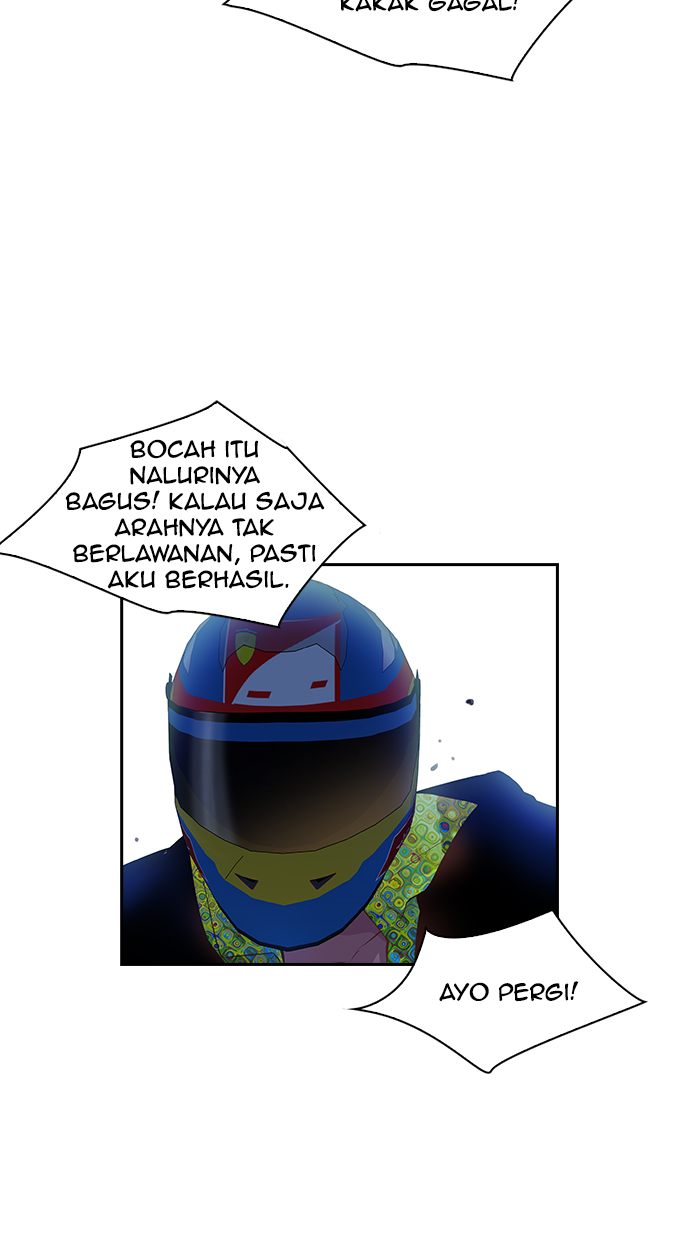 KAKAK GAGAL!
BOCAH ITU
NALURINYA
BAGUS! KALAU SAJA
ARAHNYA TAK
BERLAWANAN, PASTI
AKU BERHASIL.
AYO PERGI!